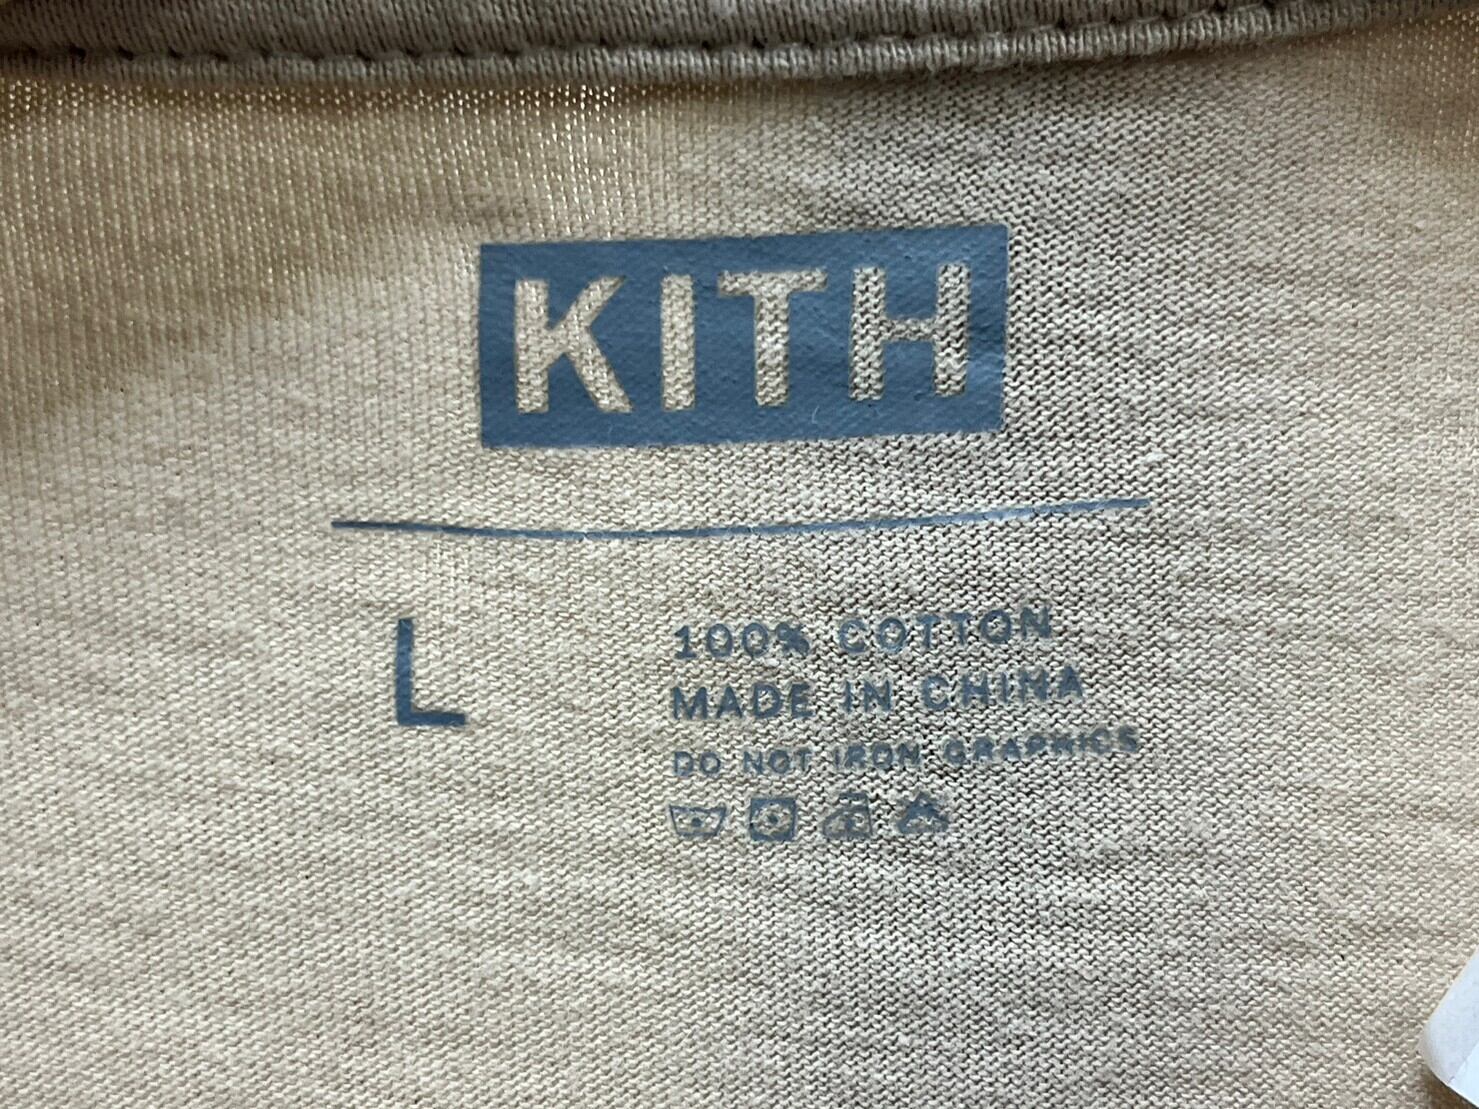 KITH
L
100% COTTON
MADE IN CHINA
DO NOT IRON GRAPHICS